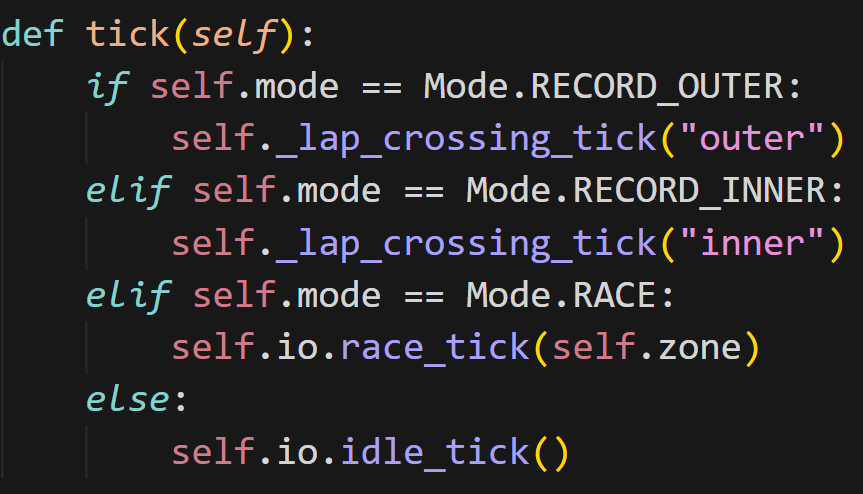 def tick(self):
    if self.mode == Mode.RECORD_OUTER:
        self._lap_crossing_tick("outer")
    elif self.mode == Mode.RECORD_INNER:
        self._lap_crossing_tick("inner")
    elif self.mode == Mode.RACE:
        self.io.race_tick(self.zone)
    else:
        self.io.idle_tick()